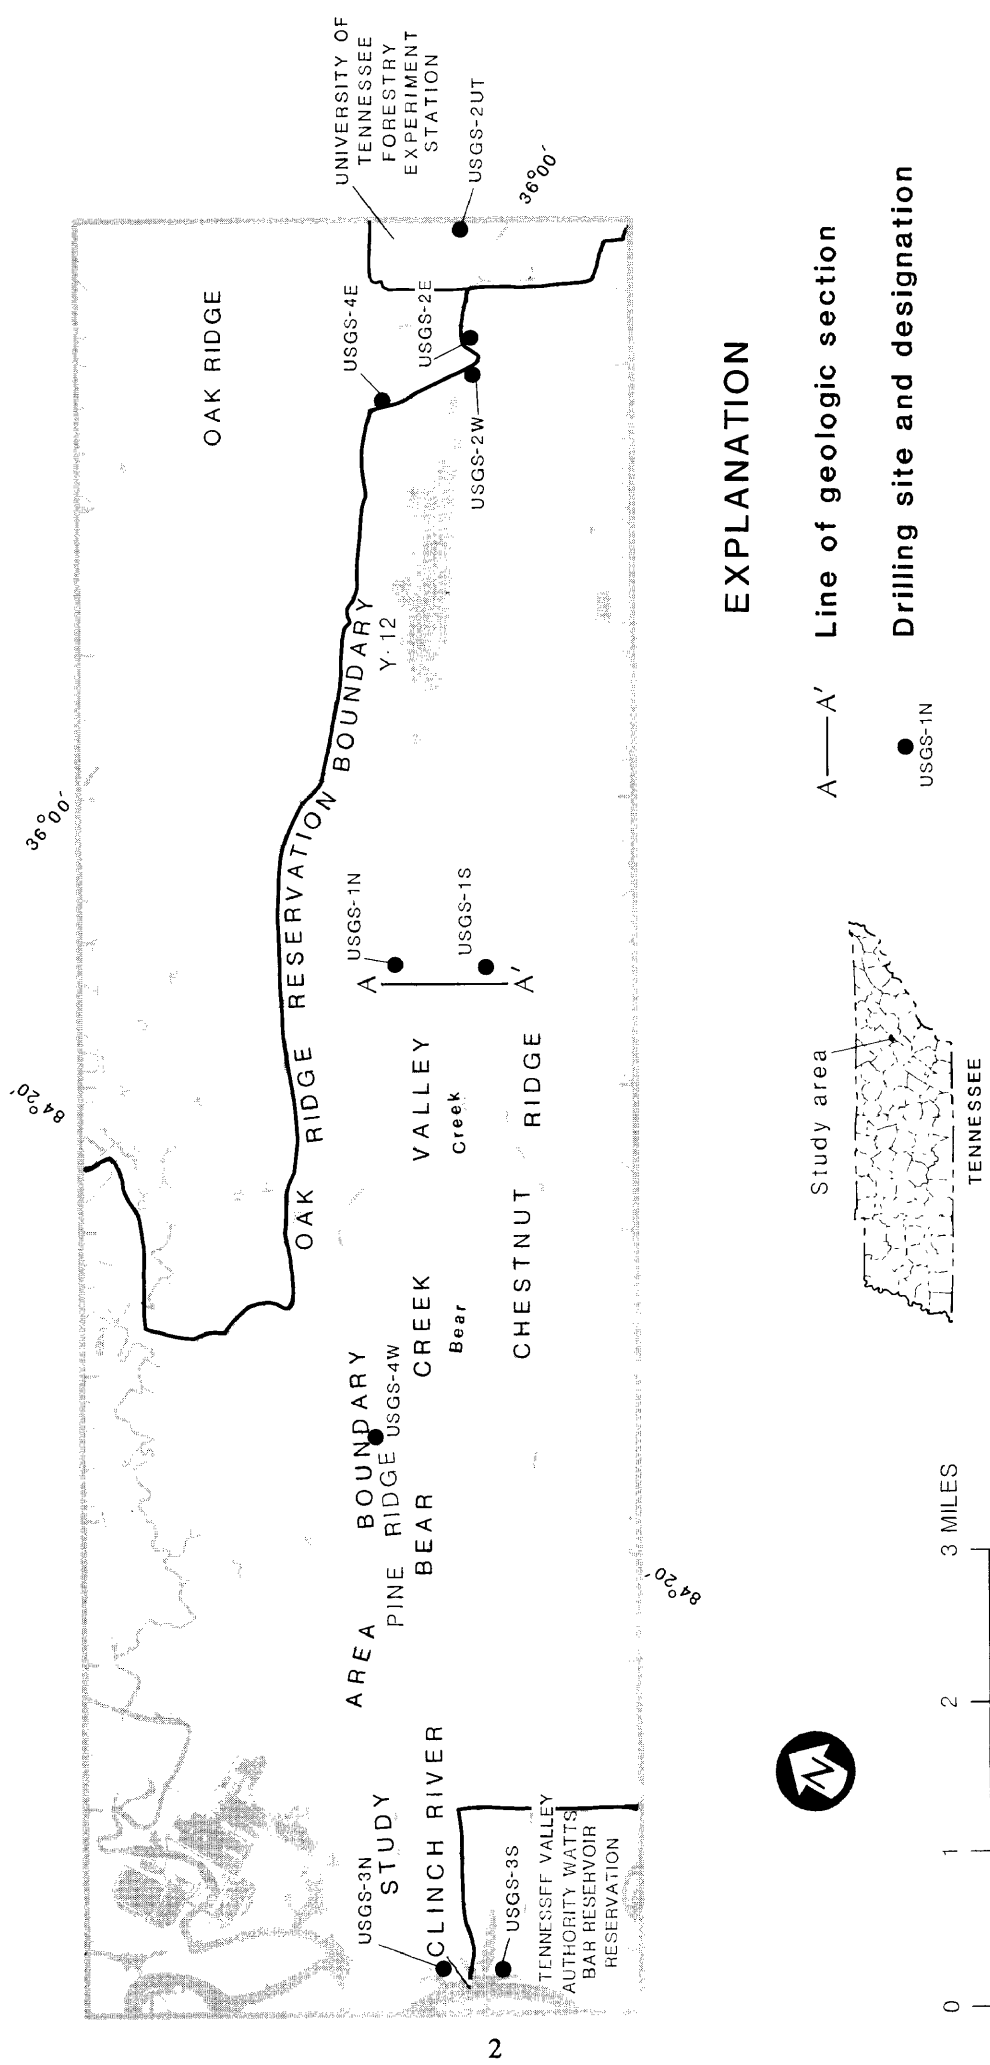 UNIVERSITY OF
TENNESSEE
FORESTRY
EXPERIMENT
STATION
USGS-2UT
36°00′
OAK RIDGE
USGS-4E
USGS-2E
USGS-2W
36°00′
OAK RIDGE RESERVATION BOUNDARY
Y-12
USGS-1N
A
USGS-1S
A′
84°20′
BEAR CREEK VALLEY
Bear Creek
CHESTNUT RIDGE
STUDY AREA BOUNDARY
PINE RIDGE
USGS-4W
84°20′
CLINCH RIVER
USGS-3N
USGS-3S
TENNESSEE VALLEY
AUTHORITY WATTS
BAR RESERVOIR
RESERVATION
N
0 1 2 3 MILES
Study area
TENNESSEE
EXPLANATION
A A′ Line of geologic section
USGS-1N Drilling site and designation
2